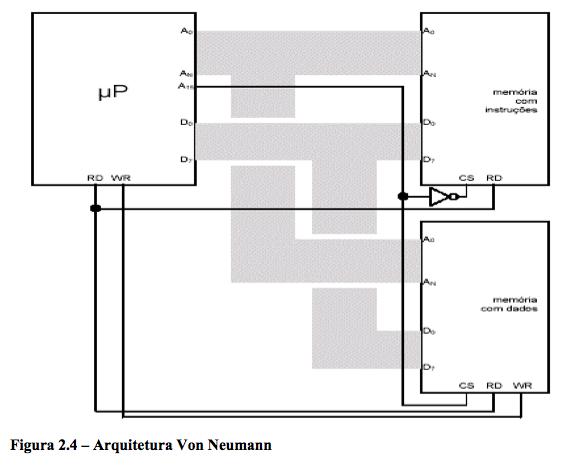 μP
A0
AN
A15
D0
D7
RD WR
A0
AN
D0
D7
memória
com
instruções
CS RD
A0
AN
D0
D7
memória
com dados
CS RD WR
Figura 2.4 – Arquitetura Von Neumann